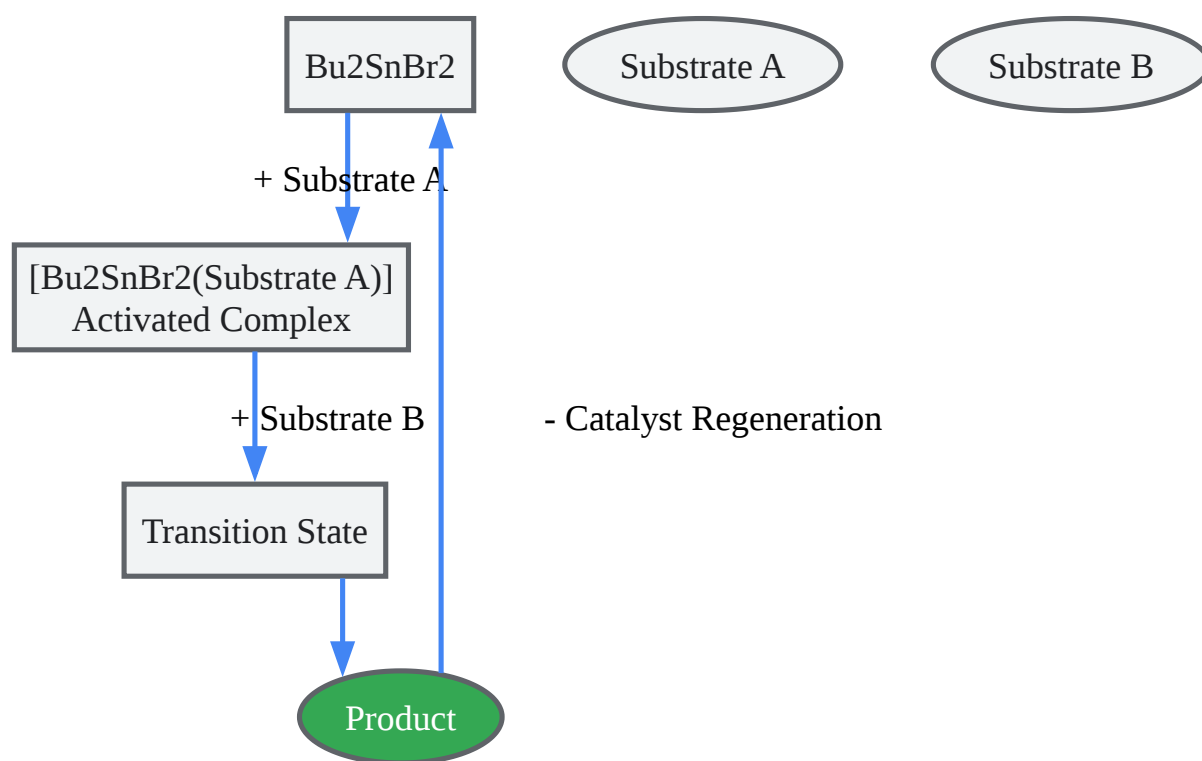 Bu2SnBr2
Substrate A
Substrate B
+ Substrate A
[Bu2SnBr2(Substrate A)]
Activated Complex
+ Substrate B
- Catalyst Regeneration
Transition State
Product